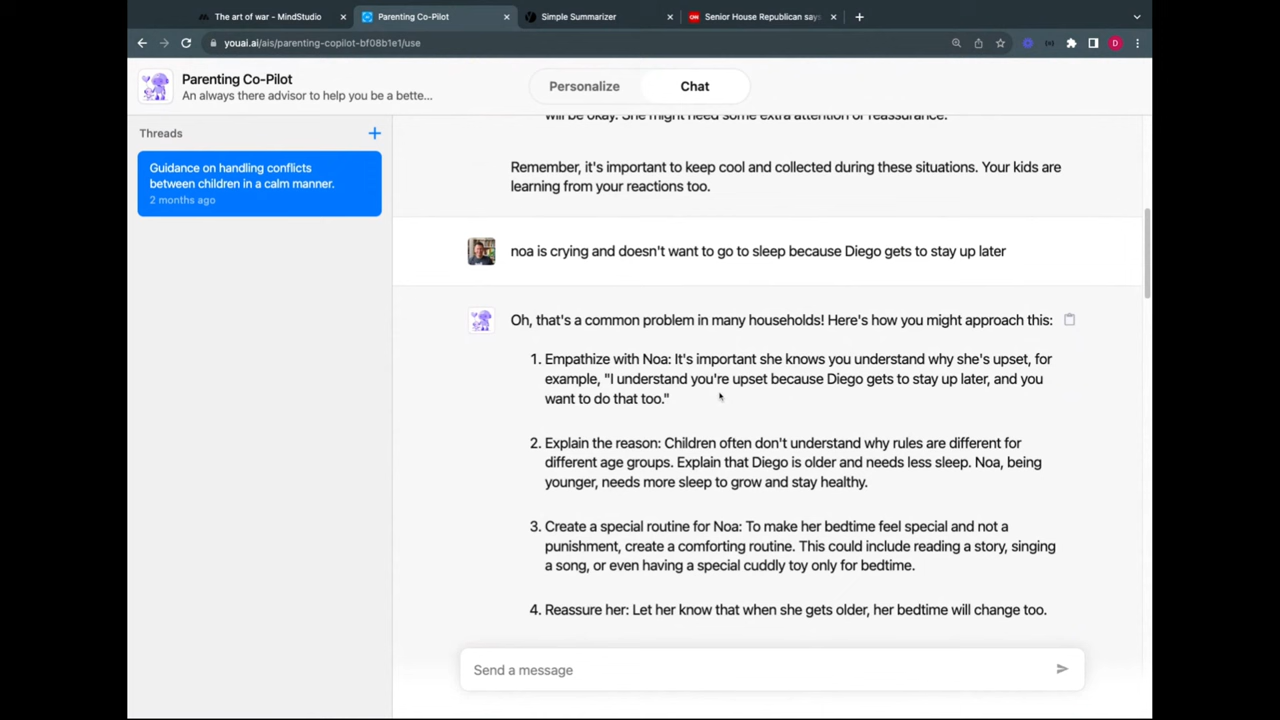 The art of war - MindStudio
Parenting Co-Pilot
Simple Summarizer
CNN Senior House Republican says
youai.ai/ais/parenting-copilot-bf08b1e1/use
D
Parenting Co-Pilot
An always there advisor to help you be a bette...
Personalize
Chat
Threads
Guidance on handling conflicts
between children in a calm manner.
2 months ago
will be okay. She might need some extra attention or reassurance.
Remember, it's important to keep cool and collected during these situations. Your kids are
learning from your reactions too.
noa is crying and doesn't want to go to sleep because Diego gets to stay up later
Oh, that's a common problem in many households! Here's how you might approach this:
1. Empathize with Noa: It's important she knows you understand why she's upset, for
example, "I understand you're upset because Diego gets to stay up later, and you
want to do that too."
2. Explain the reason: Children often don't understand why rules are different for
different age groups. Explain that Diego is older and needs less sleep. Noa, being
younger, needs more sleep to grow and stay healthy.
3. Create a special routine for Noa: To make her bedtime feel special and not a
punishment, create a comforting routine. This could include reading a story, singing
a song, or even having a special cuddly toy only for bedtime.
4. Reassure her: Let her know that when she gets older, her bedtime will change too.
Send a message